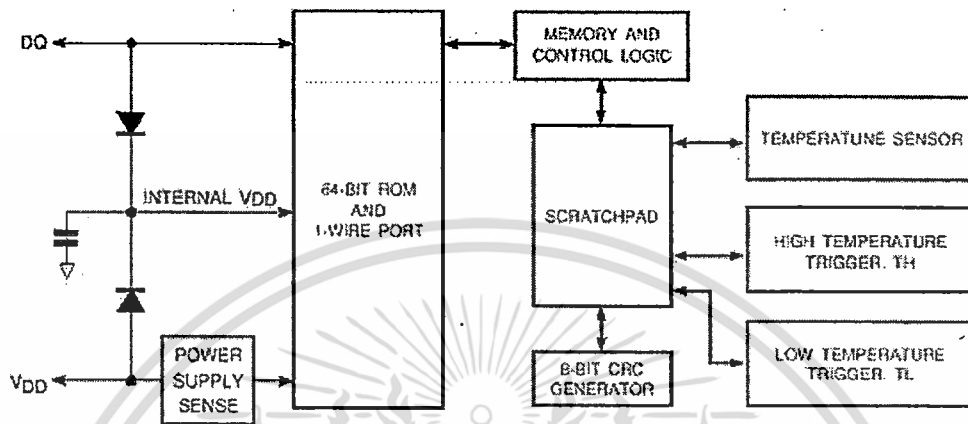 DQ
MEMORY AND
CONTROL LOGIC
TEMPERATUNE SENSOR
INTERNAL VDD
64-BIT ROM
AND
1-WIRE PORT
SCRATCHPAD
HIGH TEMPERATURE
TRIGGER. TH
VDD
POWER
SUPPLY
SENSE
8-BIT CRC
GENERATOR
LOW TEMPERATURE
TRIGGER. TL